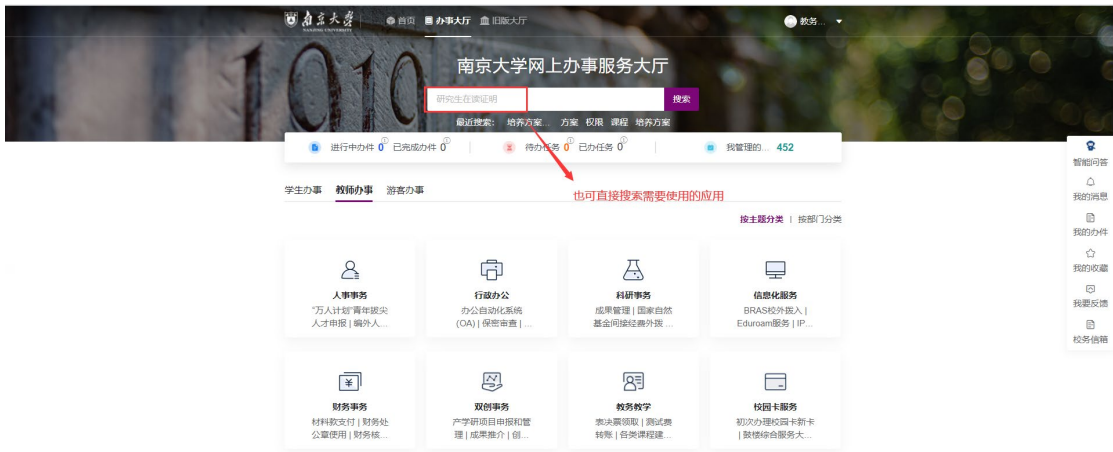 南京大學
NANJING UNIVERSITY
首页 办事大厅 旧版大厅
教务...
南京大学网上办事服务大厅
研究生在读证明
搜索
最近搜索： 培养方案... 方案 权限 课程 培养方案
进行中办件 0 已完成办件 0
待办任务 0 已办任务 0
我管理的... 452
也可直接搜索需要使用的应用
学生办事 教师办事 游客办事
按主题分类 | 按部门分类
人事事务
"万人计划"青年拔尖
人才申报 | 编外人...
行政办公
办公自动化系统
(OA) | 保密审查 | ...
科研事务
成果管理 | 国家自然
基金间接经费外拨 ...
信息化服务
BRAS校外拨入 |
Eduroam服务 | IP...
财务事务
材料款支付 | 财务处
公章使用 | 财务核...
双创事务
产学研项目申报和管
理 | 成果推介 | 创...
教务教学
表决票领取 | 测试费
转账 | 各类课程建...
校园卡服务
初次办理校园卡新卡
| 鼓楼综合服务大...
智能问答
我的消息
我的办件
我的收藏
我要反馈
校务信箱